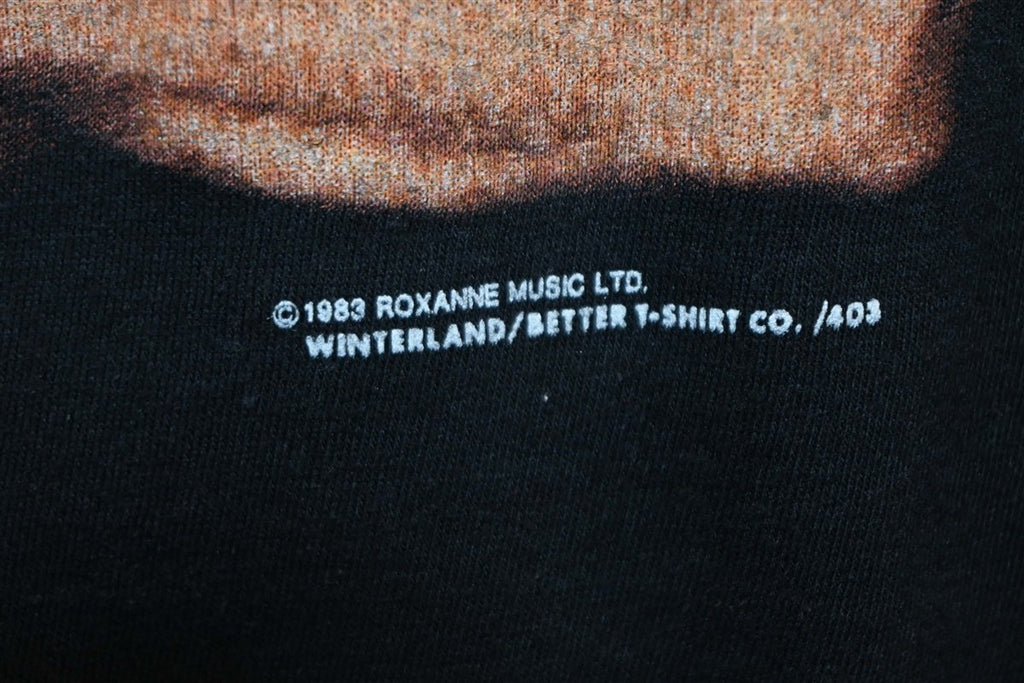 ©1983 ROXANNE MUSIC LTD.
WINTERLAND/BETTER T-SHIRT CO. /403